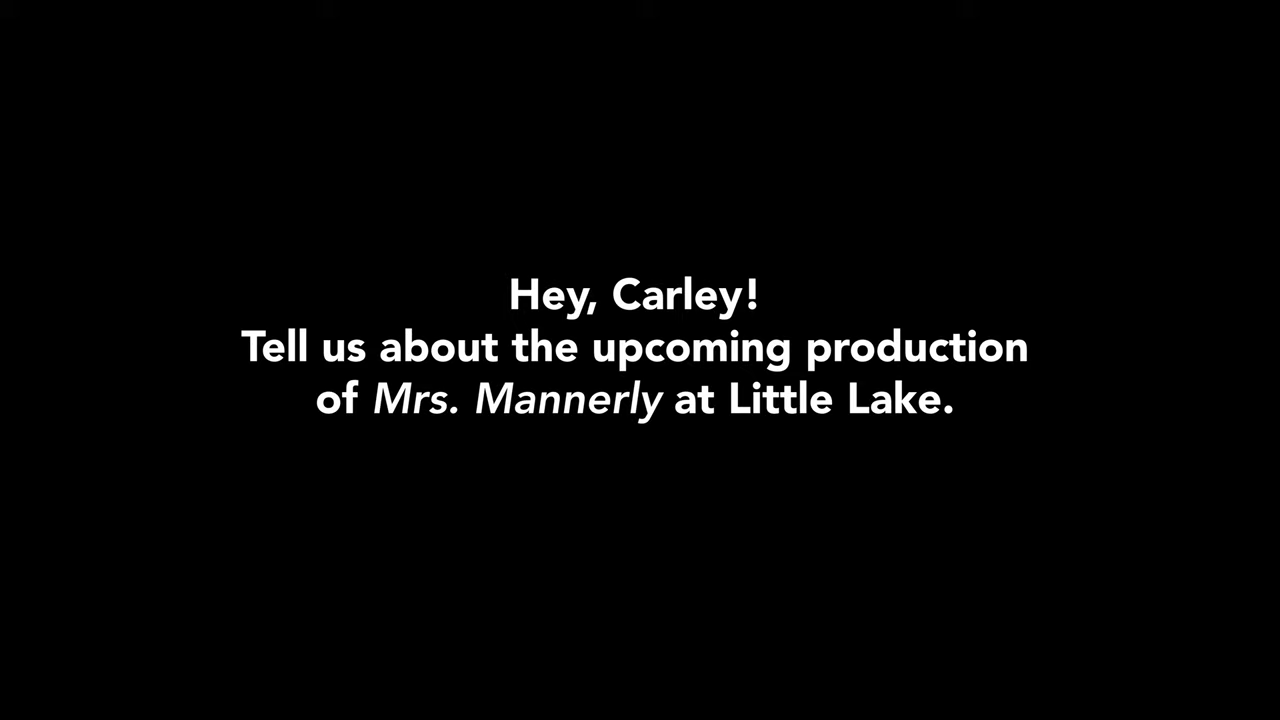 Hey, Carley!
Tell us about the upcoming production
of Mrs. Mannerly at Little Lake.